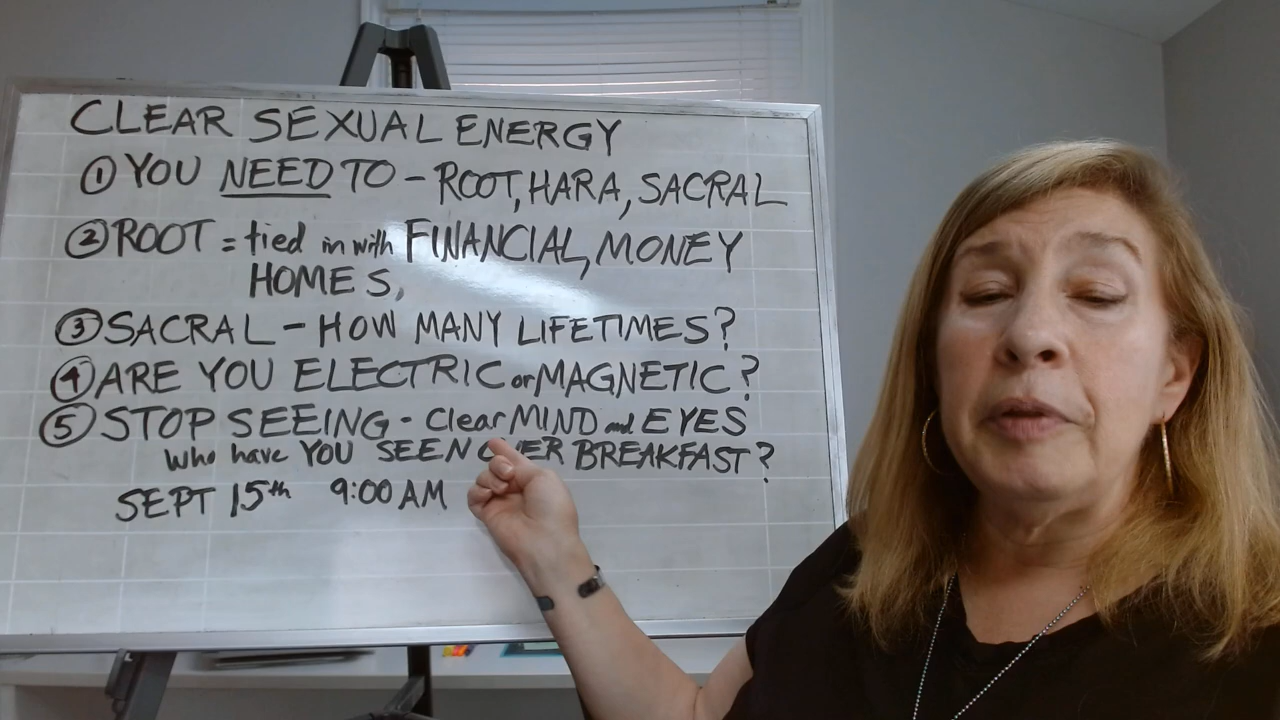 CLEAR SEXUAL ENERGY
① YOU NEED TO - ROOT, HARA, SACRAL
② ROOT = tied in with FINANCIAL, MONEY
HOMES,
③ SACRAL - HOW MANY LIFETIMES?
④ ARE YOU ELECTRIC or MAGNETIC?
⑤ STOP SEEING - Clear MIND and EYES
who have YOU SEEN OVER BREAKFAST?
SEPT 15th 9:00 AM